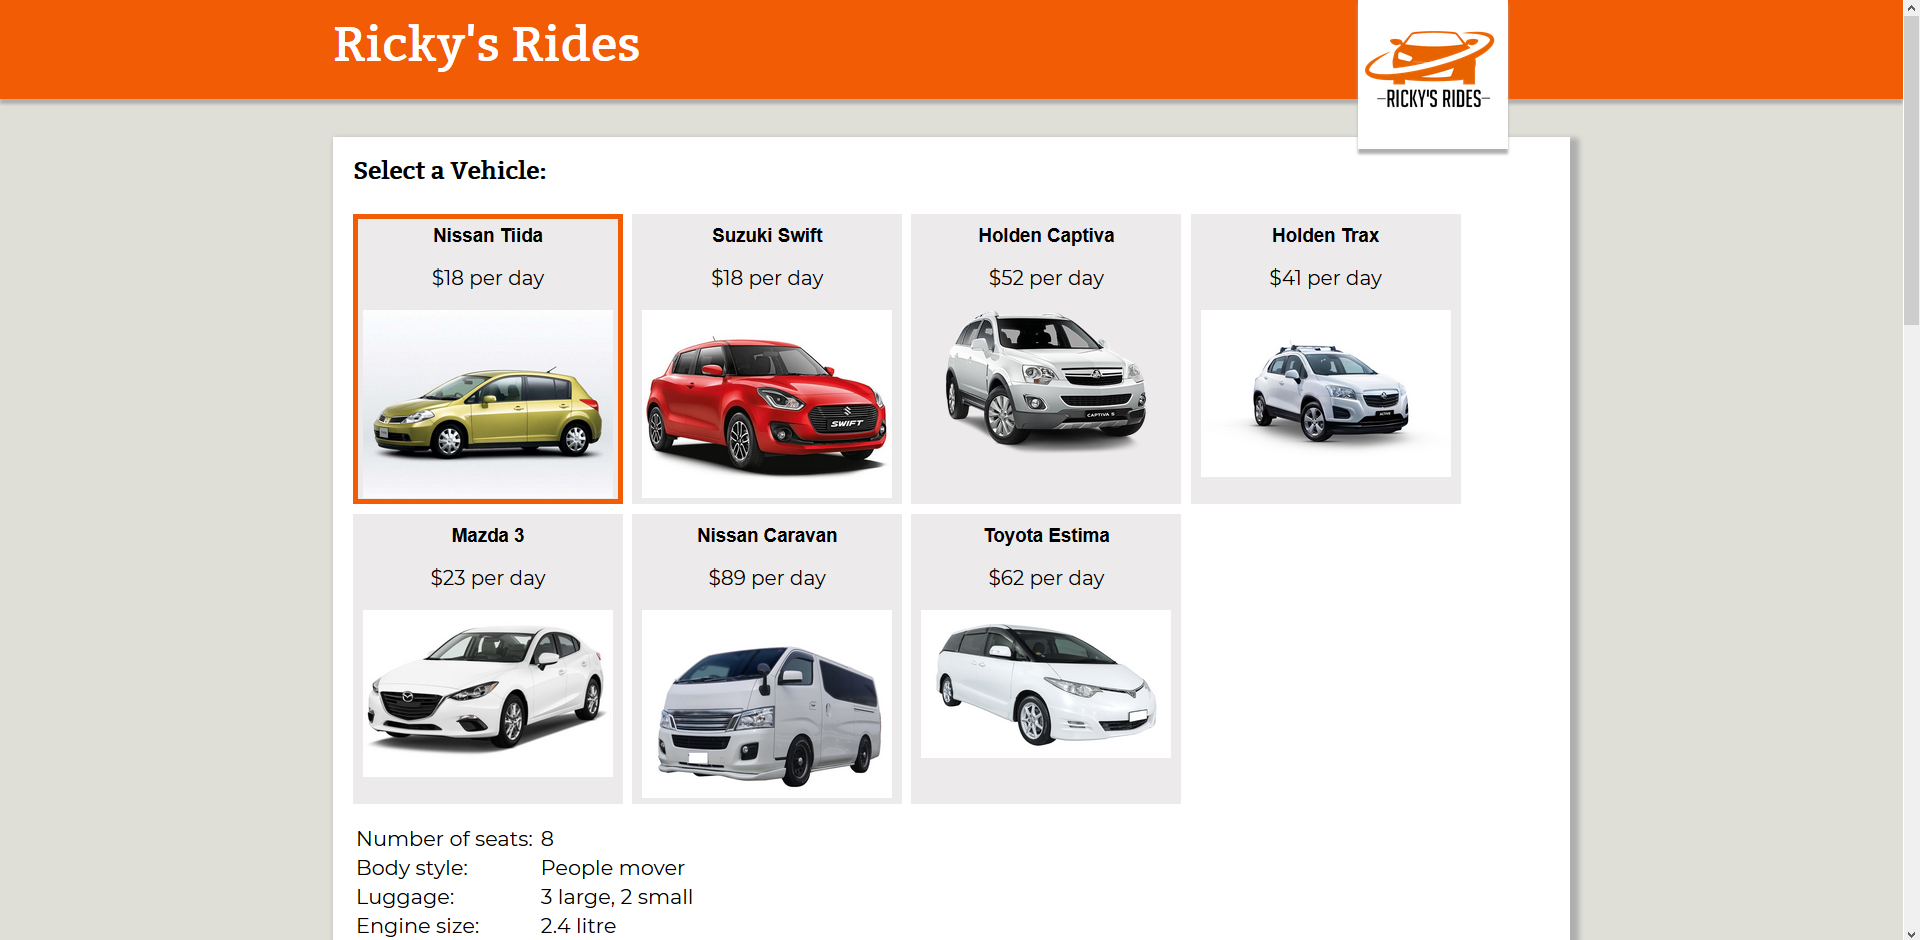 Ricky's Rides
-RICKY'S RIDES-
Select a Vehicle:
Nissan Tiida
$18 per day
Suzuki Swift
$18 per day
SWIFT
Holden Captiva
$52 per day
CAPTIVA 5
Holden Trax
$41 per day
ACTIVE
Mazda 3
$23 per day
Nissan Caravan
$89 per day
Toyota Estima
$62 per day
Number of seats: 8
Body style: People mover
Luggage: 3 large, 2 small
Engine size: 2.4 litre